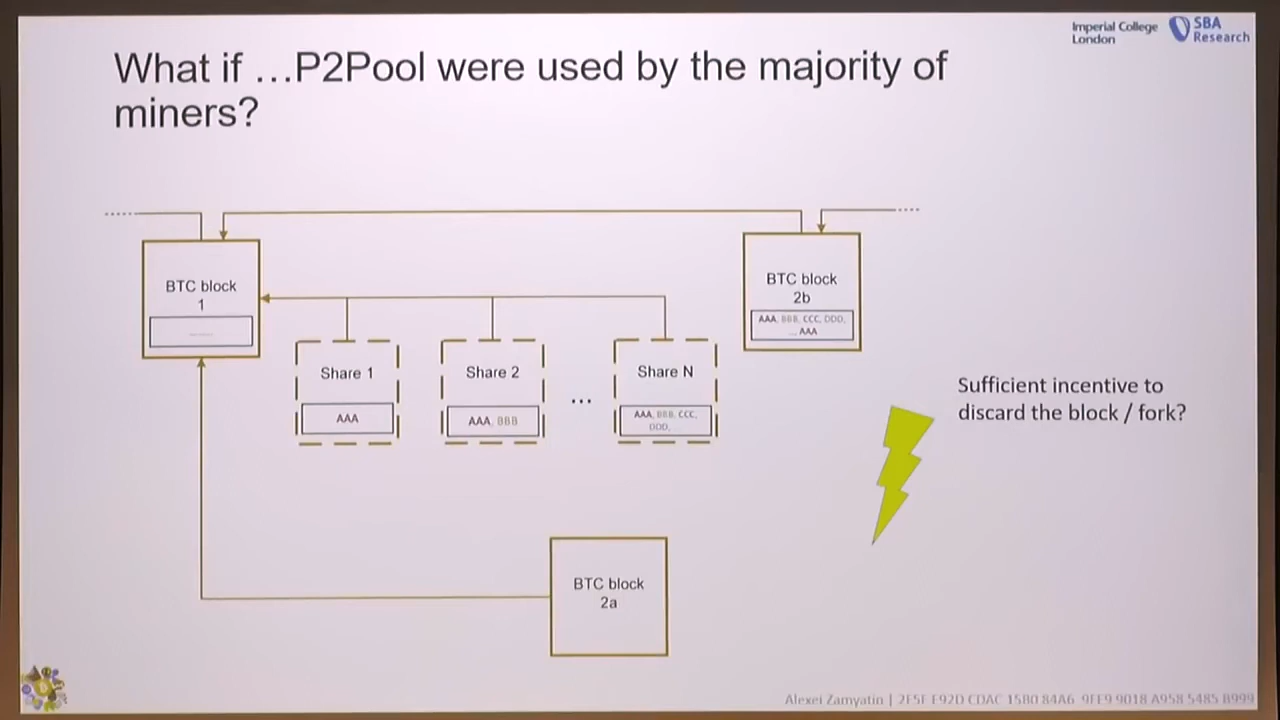 Imperial College
London
SBA
Research
What if …P2Pool were used by the majority of
miners?
BTC block
1
BTC block
2b
AAA, BBB, CCC, DDD,
... AAA
Share 1
AAA
Share 2
AAA, BBB
...
Share N
AAA, BBB, CCC,
DDD,
Sufficient incentive to
discard the block / fork?
BTC block
2a
Alexei Zamyatin | 2F5F F92D CDAC 15B0 84A6 9FF9 9018 A958 5485 B999